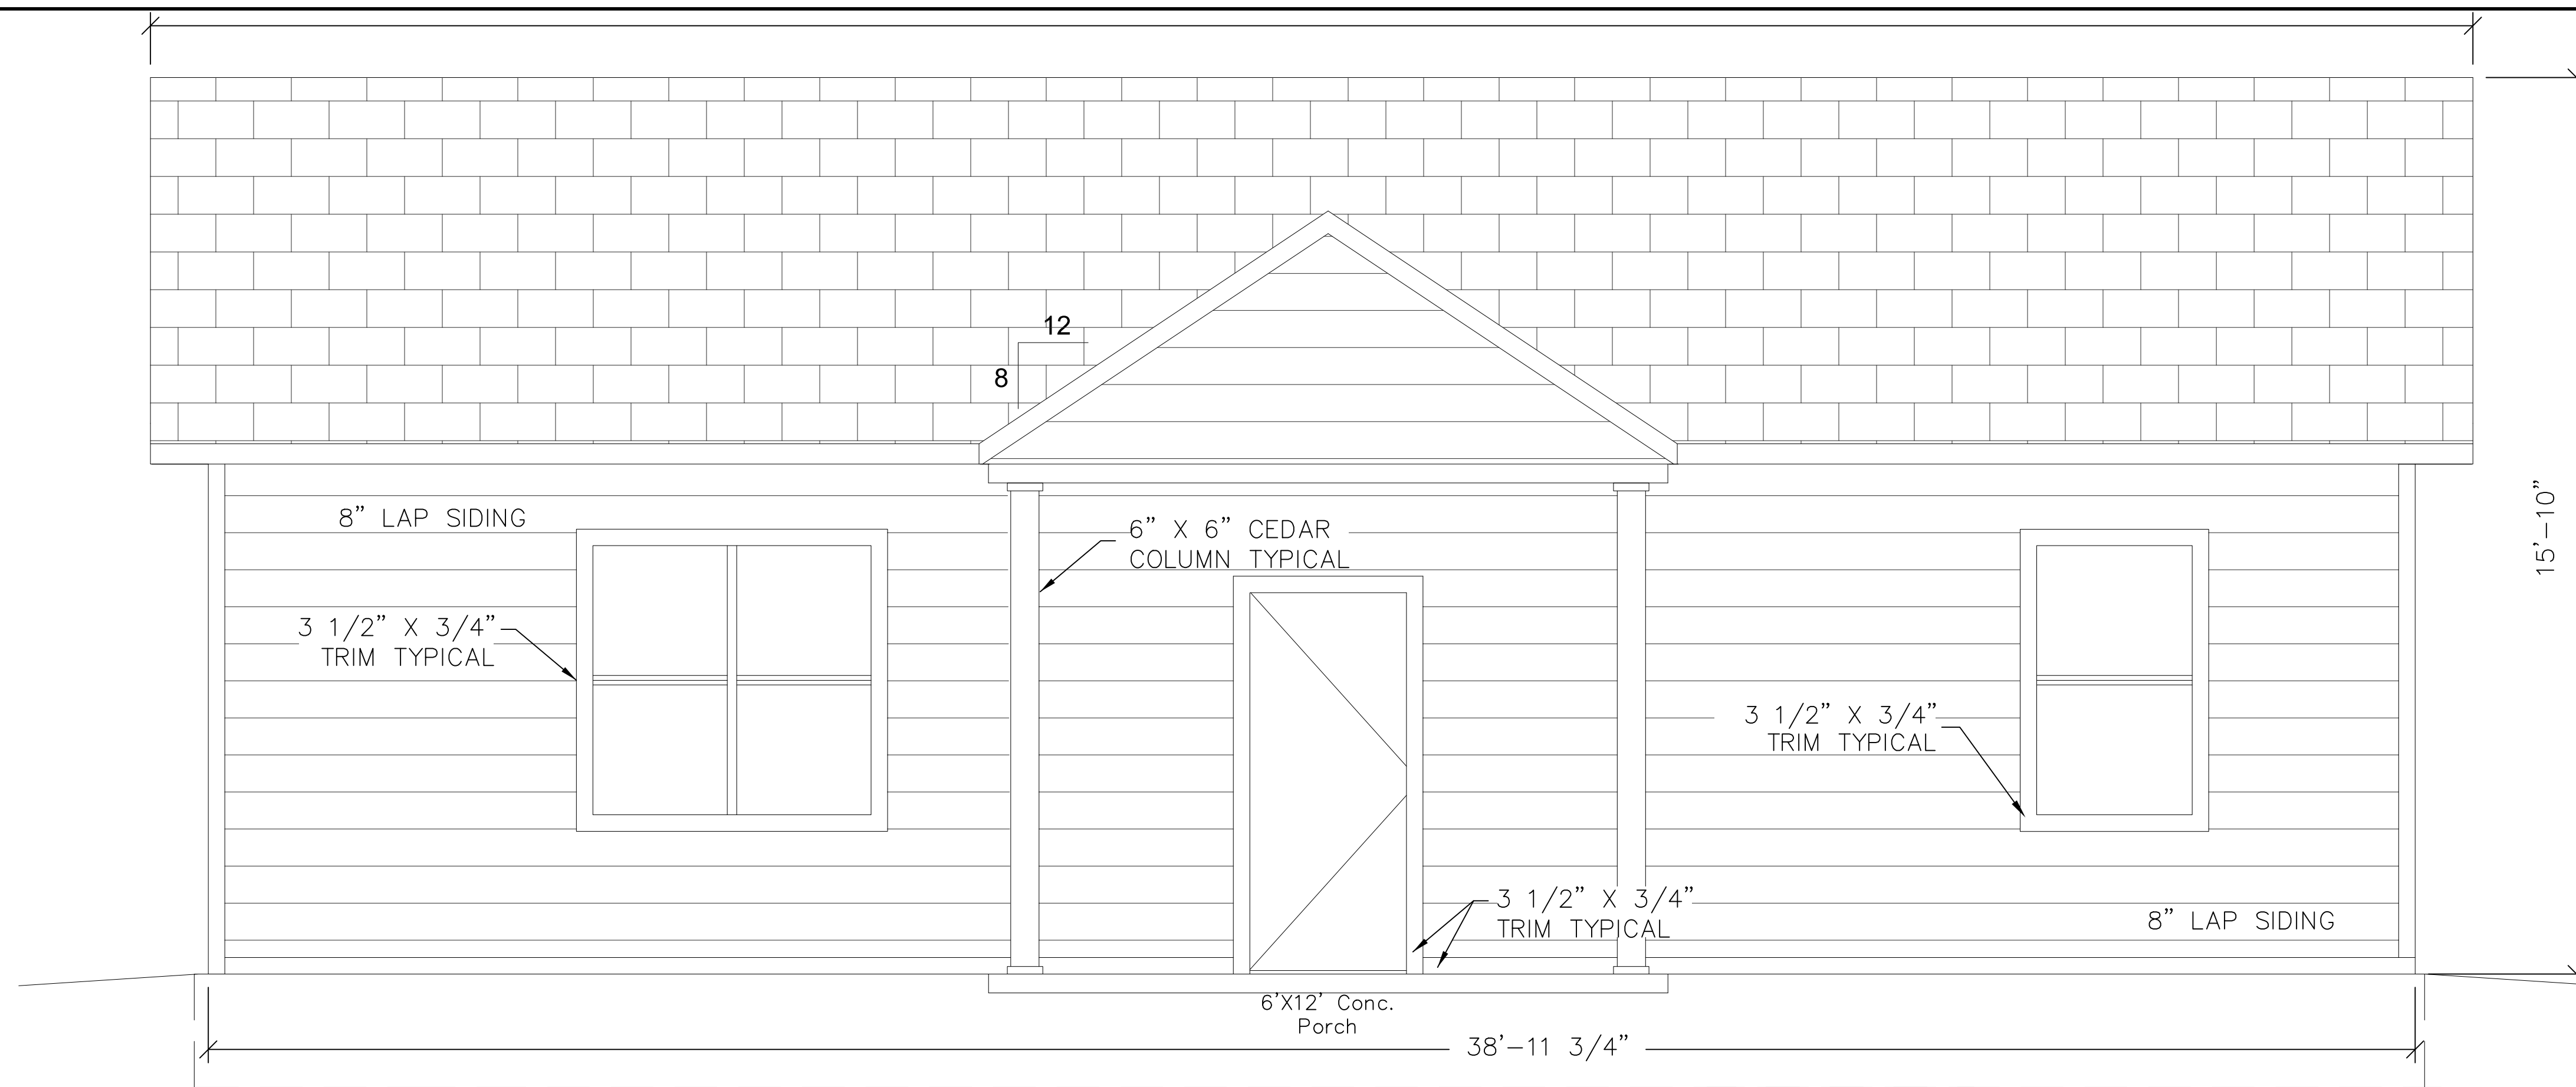 12
8
8” LAP SIDING
6” X 6” CEDAR
COLUMN TYPICAL
15’–10”
3 1/2” X 3/4”
TRIM TYPICAL
3 1/2” X 3/4”
TRIM TYPICAL
3 1/2” X 3/4”
TRIM TYPICAL
8” LAP SIDING
6’X12’ Conc.
Porch
38’–11 3/4”